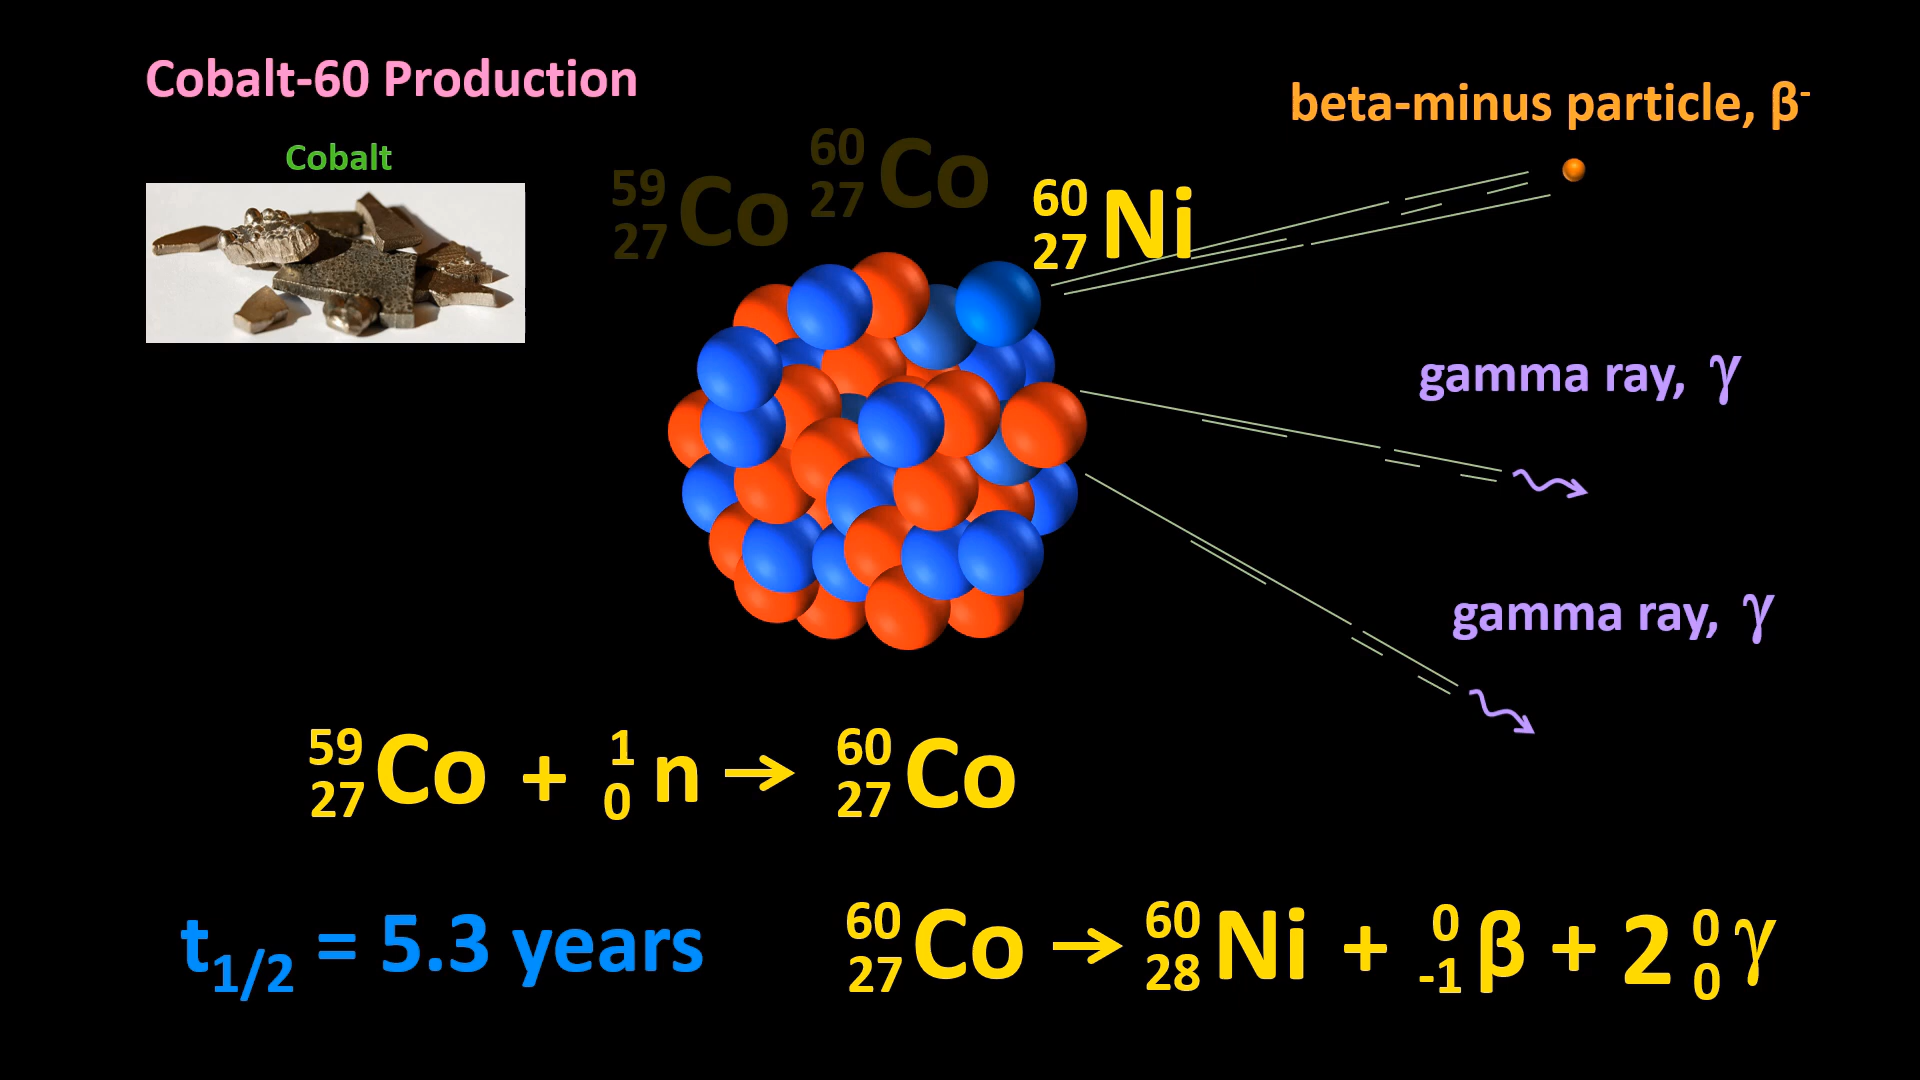 Cobalt-60 Production
Cobalt
59
27 Co
60
27 Co
60
27 Ni
beta-minus particle, β-
gamma ray, γ
gamma ray, γ
59
27 Co + 1
0 n → 60
27 Co
t1/2 = 5.3 years
60
27 Co → 60
28 Ni + 0
-1 β + 2 0
0 γ